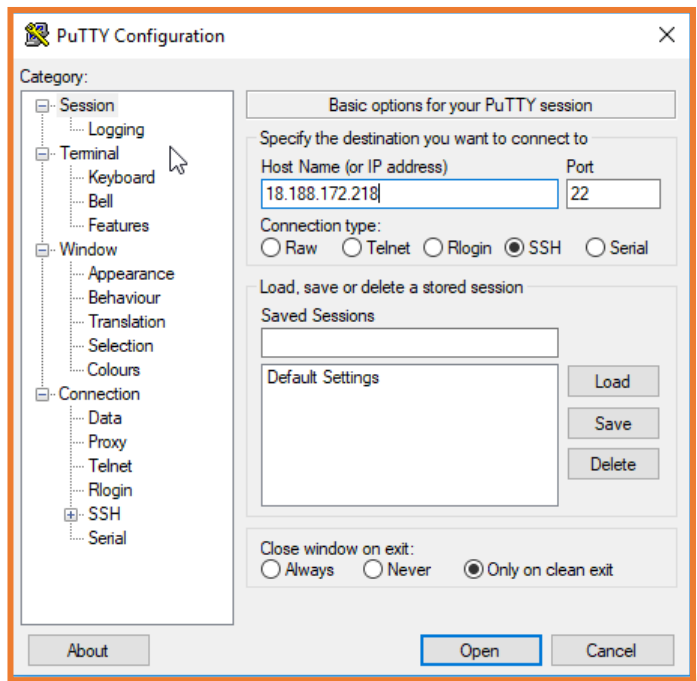 PuTTY Configuration
Category:
Session
Logging
Terminal
Keyboard
Bell
Features
Window
Appearance
Behaviour
Translation
Selection
Colours
Connection
Data
Proxy
Telnet
Rlogin
SSH
Serial
Basic options for your PuTTY session
Specify the destination you want to connect to
Host Name (or IP address) Port
18.188.172.218 22
Connection type:
Raw Telnet Rlogin SSH Serial
Load, save or delete a stored session
Saved Sessions
Default Settings
Load
Save
Delete
Close window on exit:
Always Never Only on clean exit
About Open Cancel